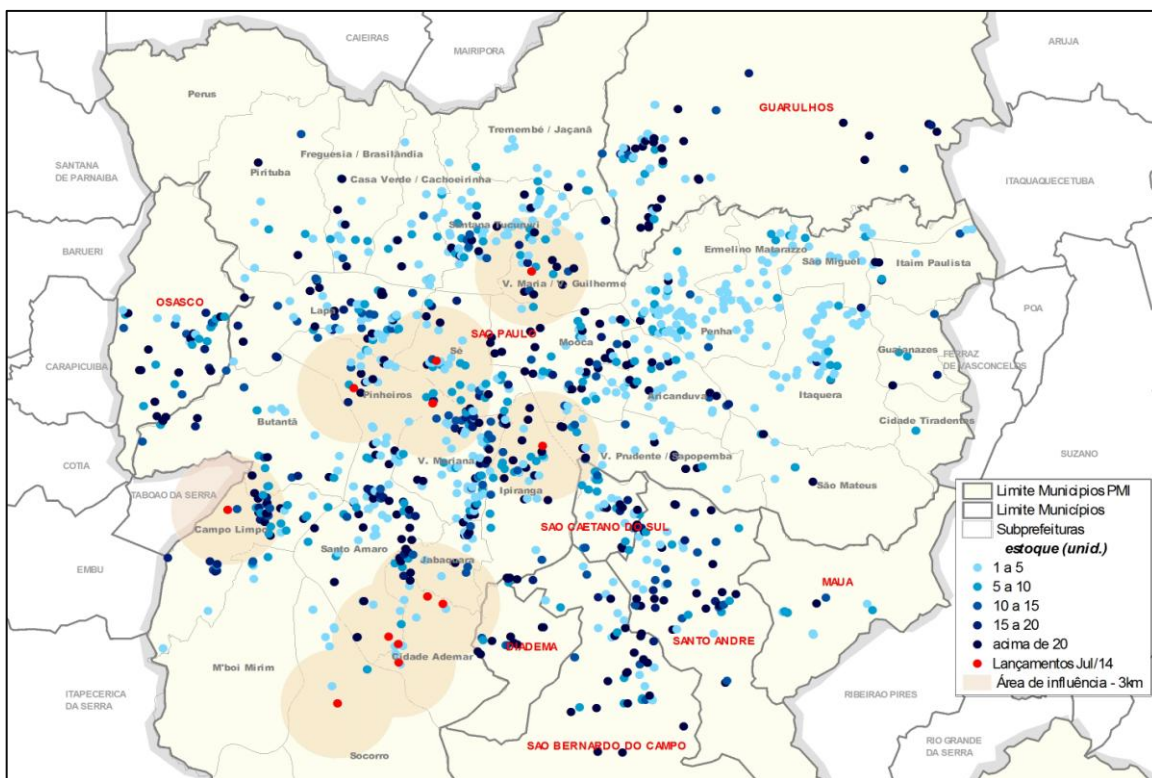 CAIEIRAS
MAIRIPORA
ARUJA
Perus
GUARULHOS
Tremembé / Jaçanã
Freguesia / Brasilândia
SANTANA
DE PARNAIBA
Pirituba
Casa Verde / Cachoeirinha
ITAQUAQUECETUBA
Santana Tucuruvi
BARUERI
Ermelino Matarazzo
São Miguel
Itaim Paulista
V. Maria / V. Guilherme
OSASCO
Lapa
SAO PAULO
Mooca
Penha
POA
Sé
Guaianazes
FERRAZ
DE VASCONCELOS
CARAPICUIBA
Pinheiros
Aricanduva
Itaquera
Butantã
Cidade Tiradentes
COTIA
V. Mariana
V. Prudente / Sapopemba
SUZANO
TABOAO DA SERRA
Ipiranga
São Mateus
Campo Limpo
SAO CAETANO DO SUL
Santo Amaro
Jabaquara
EMBU
MAUA
DIADEMA
SANTO ANDRE
Cidade Ademar
M'boi Mirim
ITAPECERICA
DA SERRA
RIBEIRAO PIRES
SAO BERNARDO DO CAMPO
Socorro
RIO GRANDE
DA SERRA
Limite Municipios PMI
Limite Municípios
Subprefeituras
estoque (unid.)
1 a 5
5 a 10
10 a 15
15 a 20
acima de 20
Lançamentos Jul/14
Área de influência - 3km